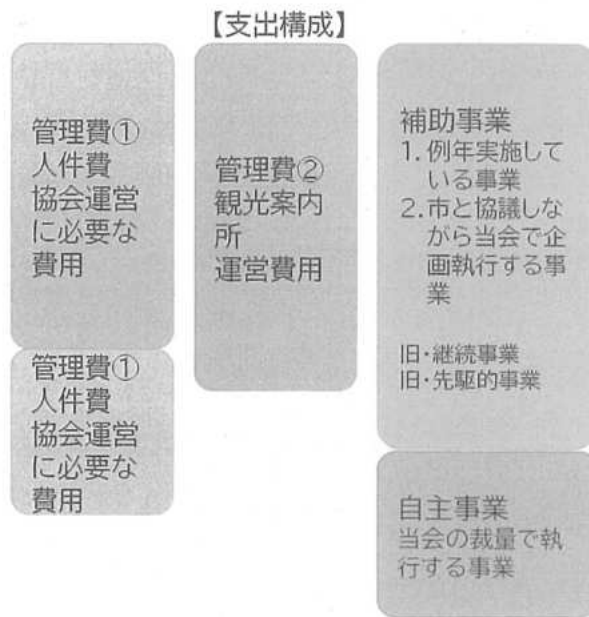 【支出構成】
管理費①
人件費
協会運営
に必要な
費用
管理費①
人件費
協会運営
に必要な
費用
管理費②
観光案内
所
運営費用
補助事業
1. 例年実施して
いる事業
2. 市と協議しな
がら当会で企
画執行する事
業
旧・継続事業
旧・先駆的事業
自主事業
当会の裁量で執
行する事業